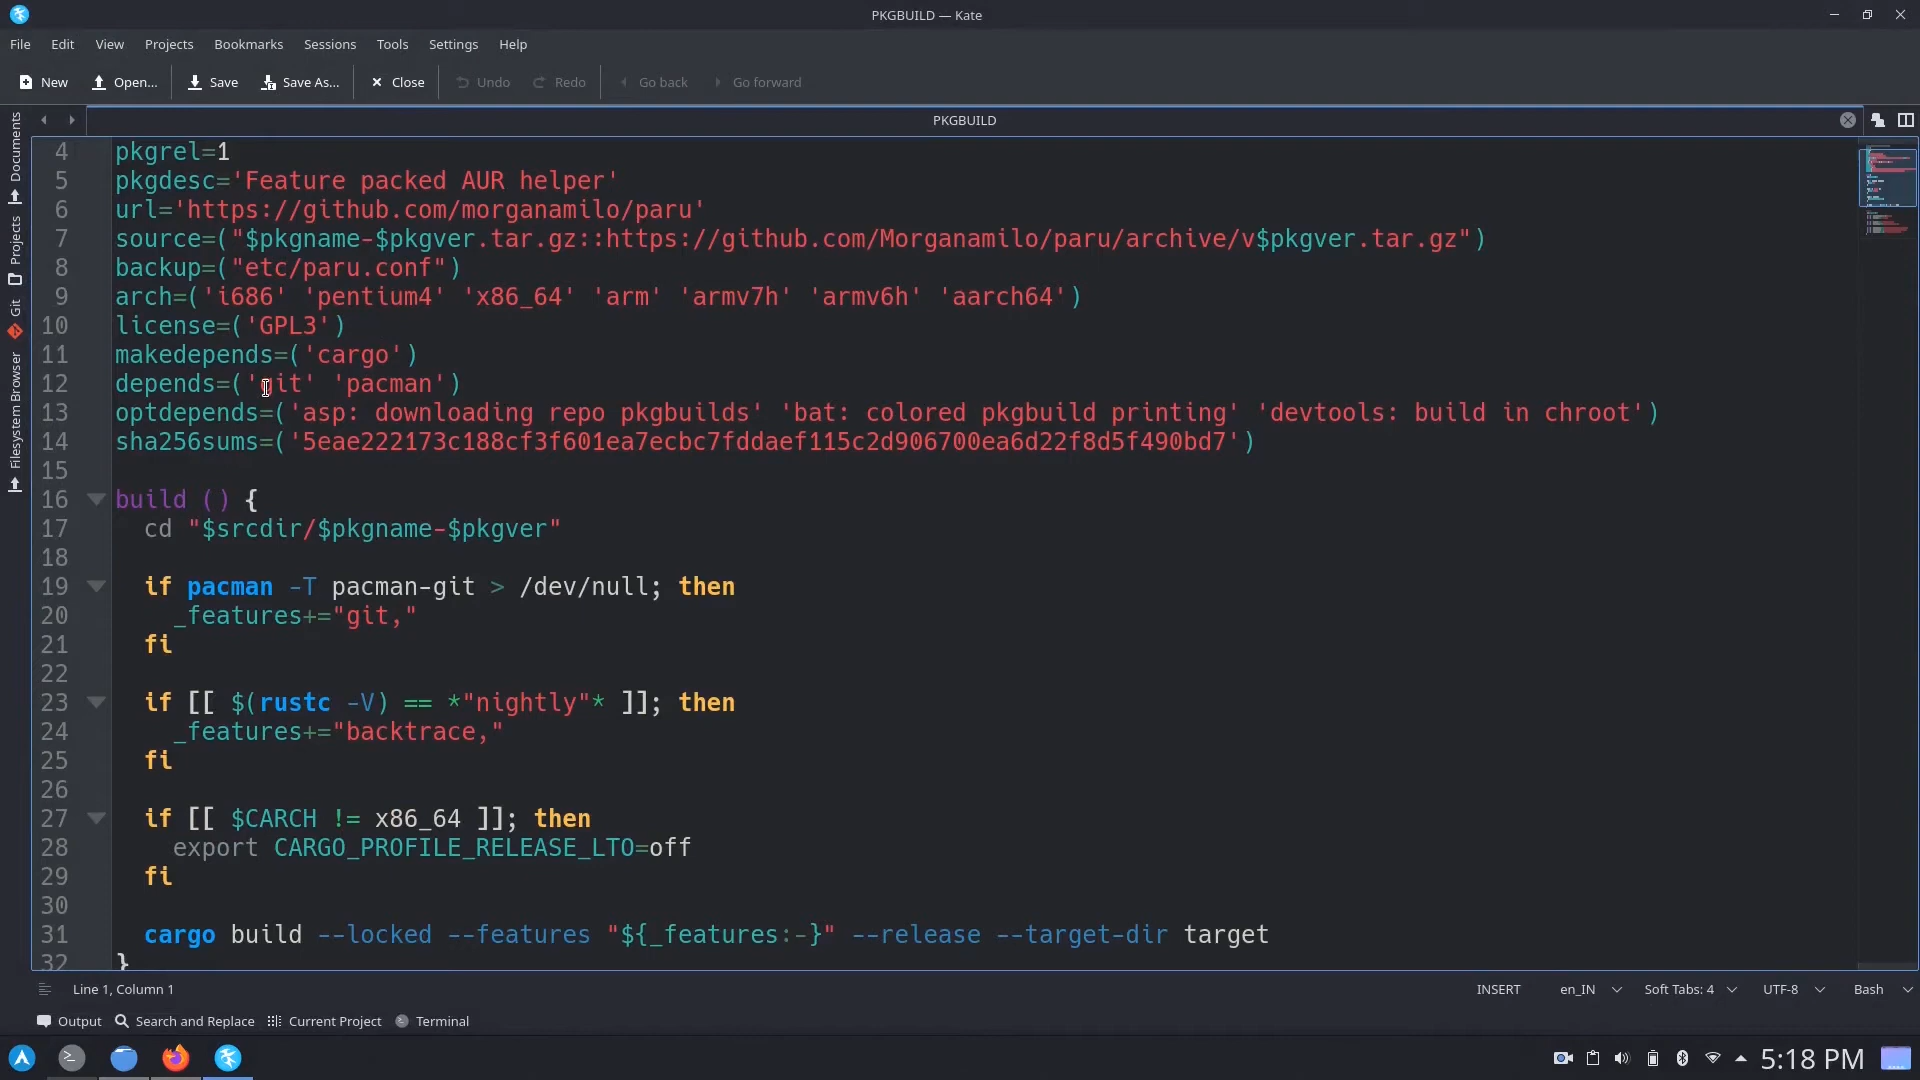 PKGBUILD — Kate
File Edit View Projects Bookmarks Sessions Tools Settings Help
New Open... Save Save As... Close Undo Redo Go back Go forward
PKGBUILD
Documents
Projects
Git
Filesystem Browser
4 pkgrel=1
5 pkgdesc='Feature packed AUR helper'
6 url='https://github.com/morganamilo/paru'
7 source=("$pkgname-$pkgver.tar.gz::https://github.com/Morganamilo/paru/archive/v$pkgver.tar.gz")
8 backup=("etc/paru.conf")
9 arch=('i686' 'pentium4' 'x86_64' 'arm' 'armv7h' 'armv6h' 'aarch64')
10 license=('GPL3')
11 makedepends=('cargo')
12 depends=('git' 'pacman')
13 optdepends=('asp: downloading repo pkgbuilds' 'bat: colored pkgbuild printing' 'devtools: build in chroot')
14 sha256sums=('5eae222173c188cf3f601ea7ecbc7fddaef115c2d906700ea6d22f8d5f490bd7')
15
16 build () {
17   cd "$srcdir/$pkgname-$pkgver"
18
19   if pacman -T pacman-git > /dev/null; then
20     _features+="git,"
21   fi
22
23   if [[ $(rustc -V) == *"nightly"* ]]; then
24     _features+="backtrace,"
25   fi
26
27   if [[ $CARCH != x86_64 ]]; then
28     export CARGO_PROFILE_RELEASE_LTO=off
29   fi
30
31   cargo build --locked --features "${_features:-}" --release --target-dir target
32 }
Line 1, Column 1 INSERT en_IN Soft Tabs: 4 UTF-8 Bash
Output Search and Replace Current Project Terminal
5:18 PM